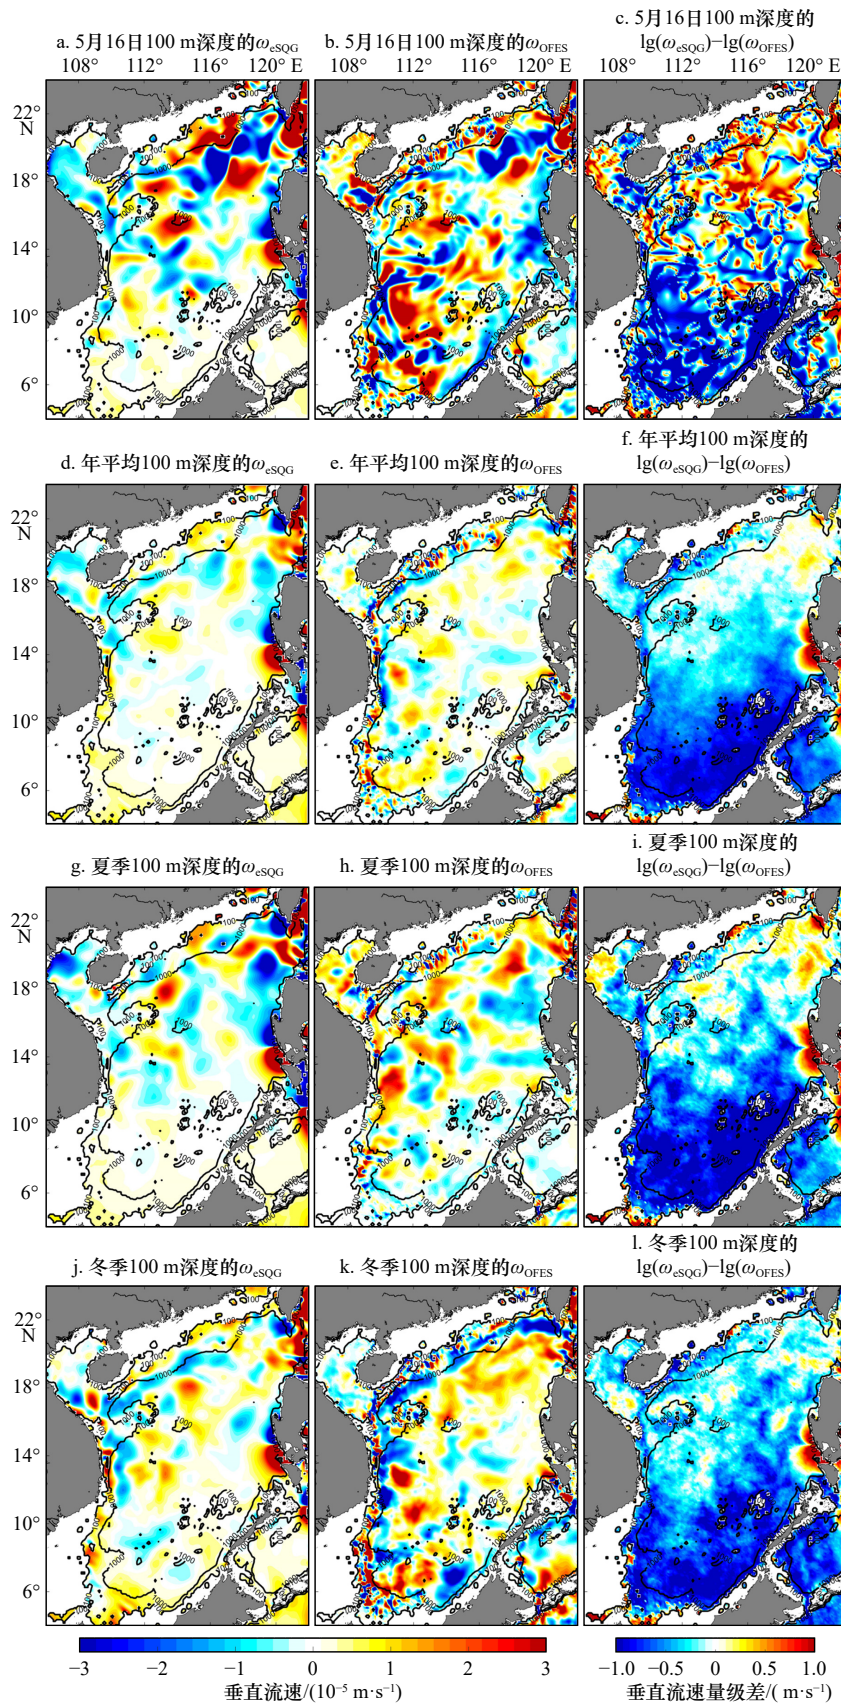 a. 5月16日100 m深度的ωeSQG
b. 5月16日100 m深度的ωOFES
c. 5月16日100 m深度的
lg(ωeSQG)−lg(ωOFES)
108° 112° 116° 120° E
108° 112° 116° 120° E
108° 112° 116° 120° E
22°
N
18°
14°
10°
6°
d. 年平均100 m深度的ωeSQG
e. 年平均100 m深度的ωOFES
f. 年平均100 m深度的
lg(ωeSQG)−lg(ωOFES)
22°
N
18°
14°
10°
6°
g. 夏季100 m深度的ωeSQG
h. 夏季100 m深度的ωOFES
i. 夏季100 m深度的
lg(ωeSQG)−lg(ωOFES)
22°
N
18°
14°
10°
6°
j. 冬季100 m深度的ωeSQG
k. 冬季100 m深度的ωOFES
l. 冬季100 m深度的
lg(ωeSQG)−lg(ωOFES)
22°
N
18°
14°
10°
6°
−3 −2 −1 0 1 2 3
垂直流速/(10⁻⁵ m·s⁻¹)
−1.0 −0.5 0 0.5 1.0
垂直流速量级差/( m·s⁻¹)